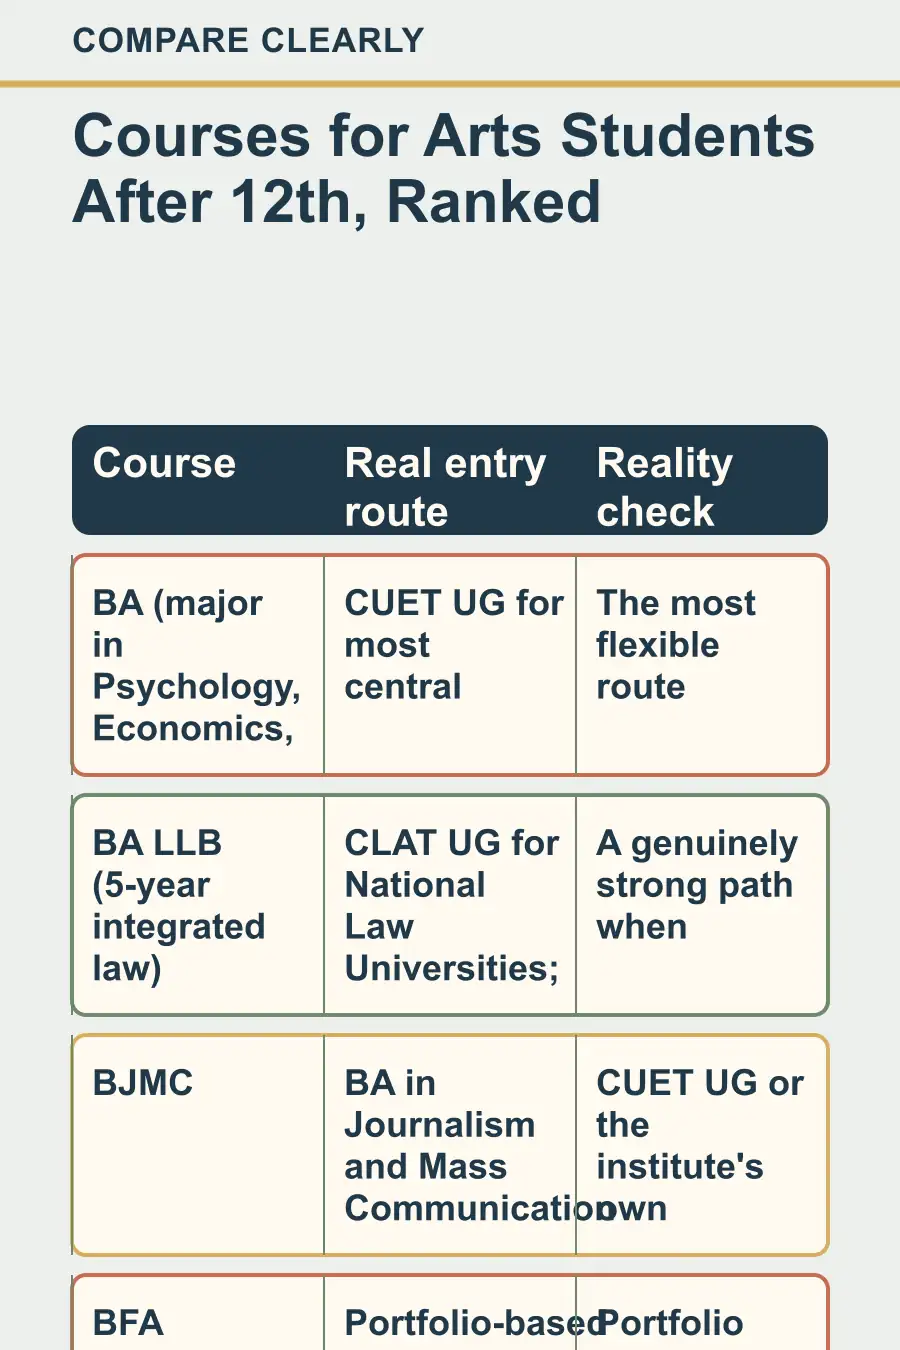 COMPARE CLEARLY
Courses for Arts Students
After 12th, Ranked
Course
Real entry
route
Reality
check
BA (major
in
Psychology,
Economics,
CUET UG for
most
central
The most
flexible
route
BA LLB
(5-year
integrated
law)
CLAT UG for
National
Law
Universities;
A genuinely
strong path
when
BJMC
BA in
Journalism
and Mass
Communication
CUET UG or
the
institute's
own
BFA
Portfolio-based
Portfolio